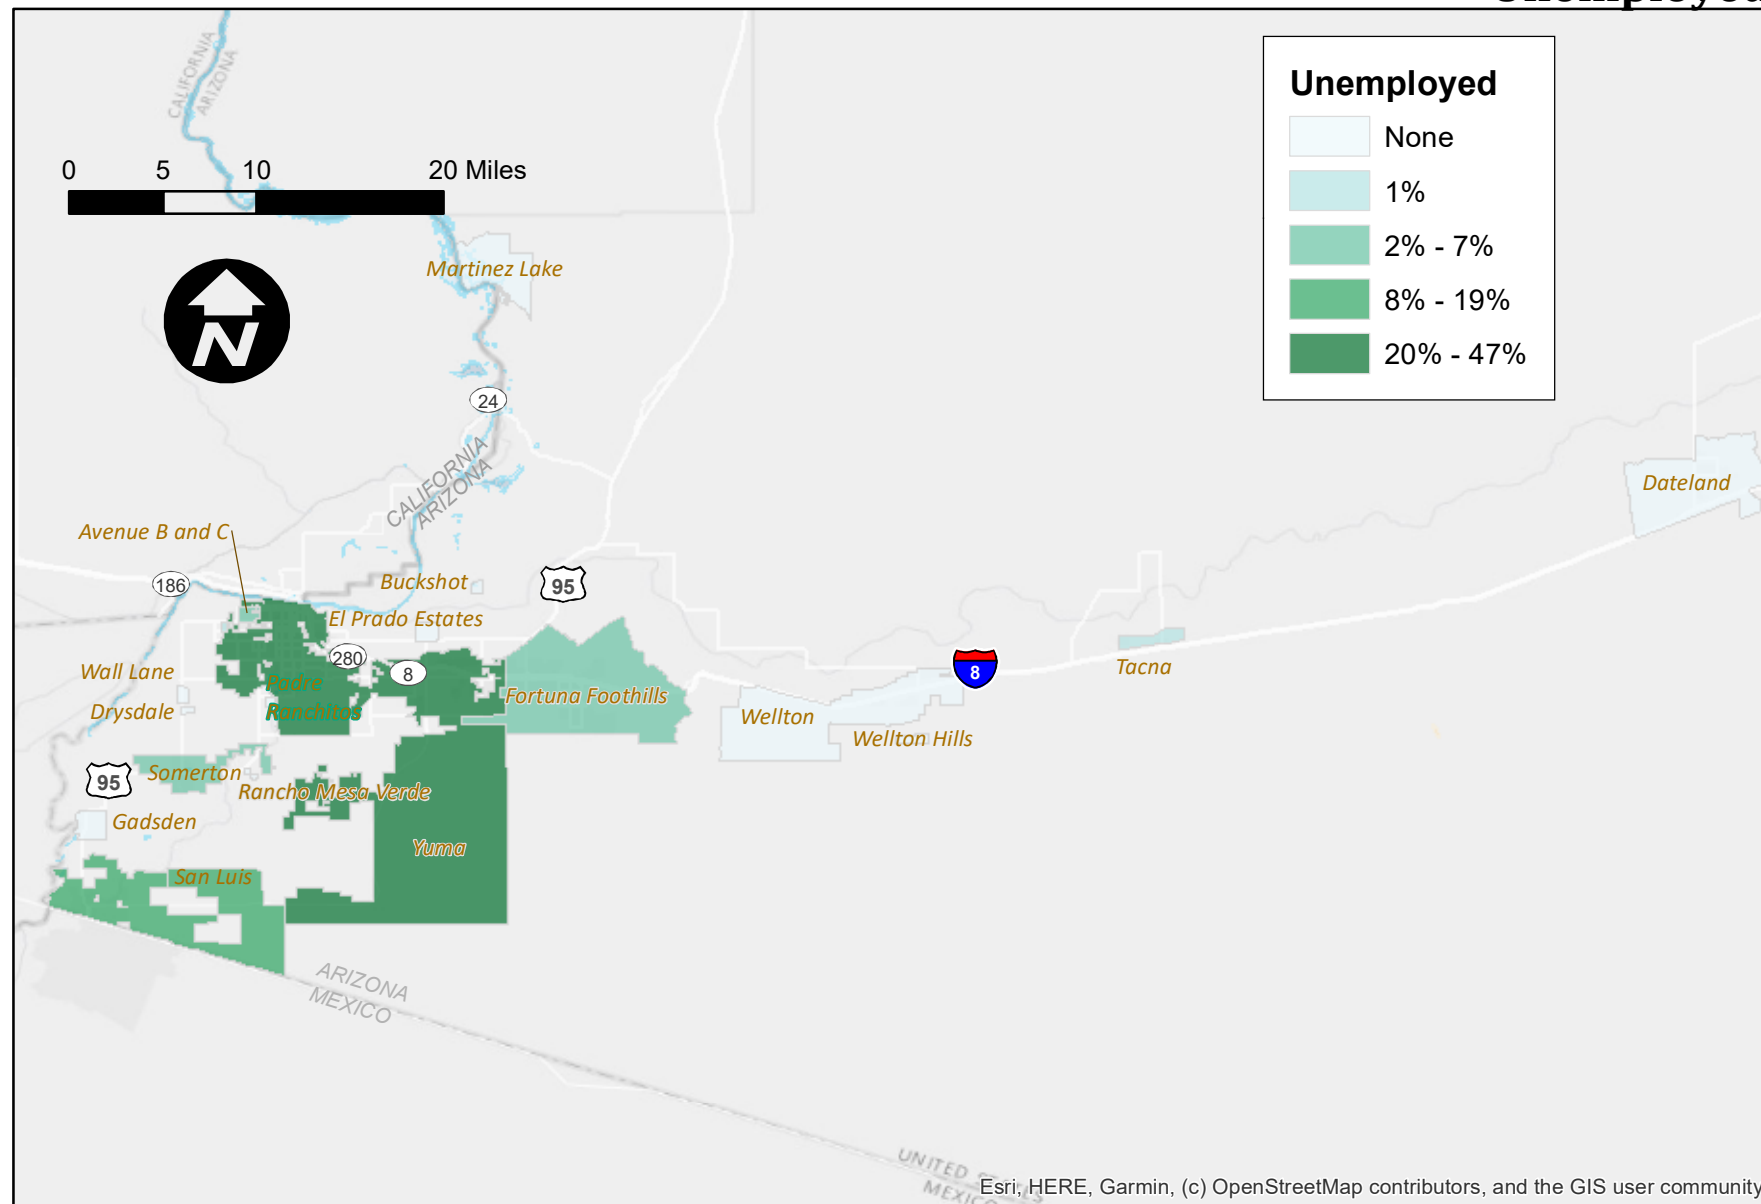 Unemployed
CALIFORNIA
ARIZONA
Unemployed
None
1%
2% - 7%
8% - 19%
20% - 47%
0 5 10 20 Miles
N
Martinez Lake
24
CALIFORNIA
ARIZONA
Dateland
Avenue B and C
186
Buckshot
95
El Prado Estates
280
8
Wall Lane
Padre
Ranchitos
Drysdale
Fortuna Foothills
8
Tacna
Wellton
Wellton Hills
95
Somerton
Rancho Mesa Verde
Gadsden
Yuma
San Luis
ARIZONA
MEXICO
UNITED
MEXICO
Esri, HERE, Garmin, (c) OpenStreetMap contributors, and the GIS user community